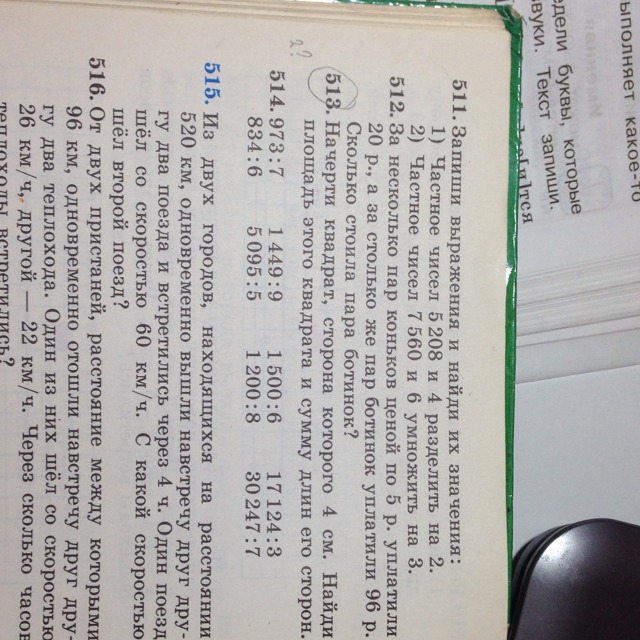 ыполняет какое-то
едели буквы, которые
звуки. Текст запиши.
511. Запиши выражения и найди их значения:
1) Частное чисел 5 208 и 4 разделить на 2.
2) Частное чисел 7 560 и 6 умножить на 3.
512. За несколько пар коньков ценой по 5 р. уплатили
20 р., а за столько же пар ботинок уплатили 96 р.
Сколько стоила пара ботинок?
513. Начерти квадрат, сторона которого 4 см. Найди
площадь этого квадрата и сумму длин его сторон.
2?
514. 973:7 1 449:9 1 500:6 17 124:3
834:6 5 095:5 1 200:8 30 247:7
515. Из двух городов, находящихся на расстоянии
520 км, одновременно вышли навстречу друг дру-
гу два поезда и встретились через 4 ч. Один поезд
шёл со скоростью 60 км/ч. С какой скоростью
шёл второй поезд?
516. От двух пристаней, расстояние между которыми
96 км, одновременно отошли навстречу друг дру-
гу два теплохода. Один из них шёл со скоростью
26 км/ч, другой — 22 км/ч. Через сколько часов
теплоходы встретились?